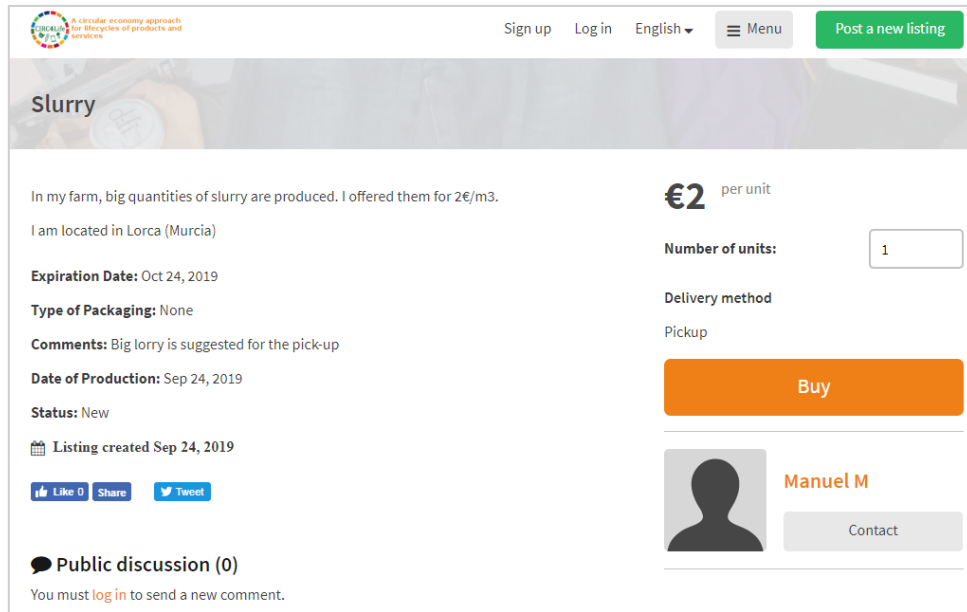 CIRC4Life
A circular economy approach
for lifecycles of products and
services
Sign up Log in English Menu Post a new listing
Slurry
In my farm, big quantities of slurry are produced. I offered them for 2€/m3.
I am located in Lorca (Murcia)
Expiration Date: Oct 24, 2019
Type of Packaging: None
Comments: Big lorry is suggested for the pick-up
Date of Production: Sep 24, 2019
Status: New
Listing created Sep 24, 2019
Like 0 Share Tweet
Public discussion (0)
You must log in to send a new comment.
€2 per unit
Number of units: 1
Delivery method
Pickup
Buy
Manuel M
Contact